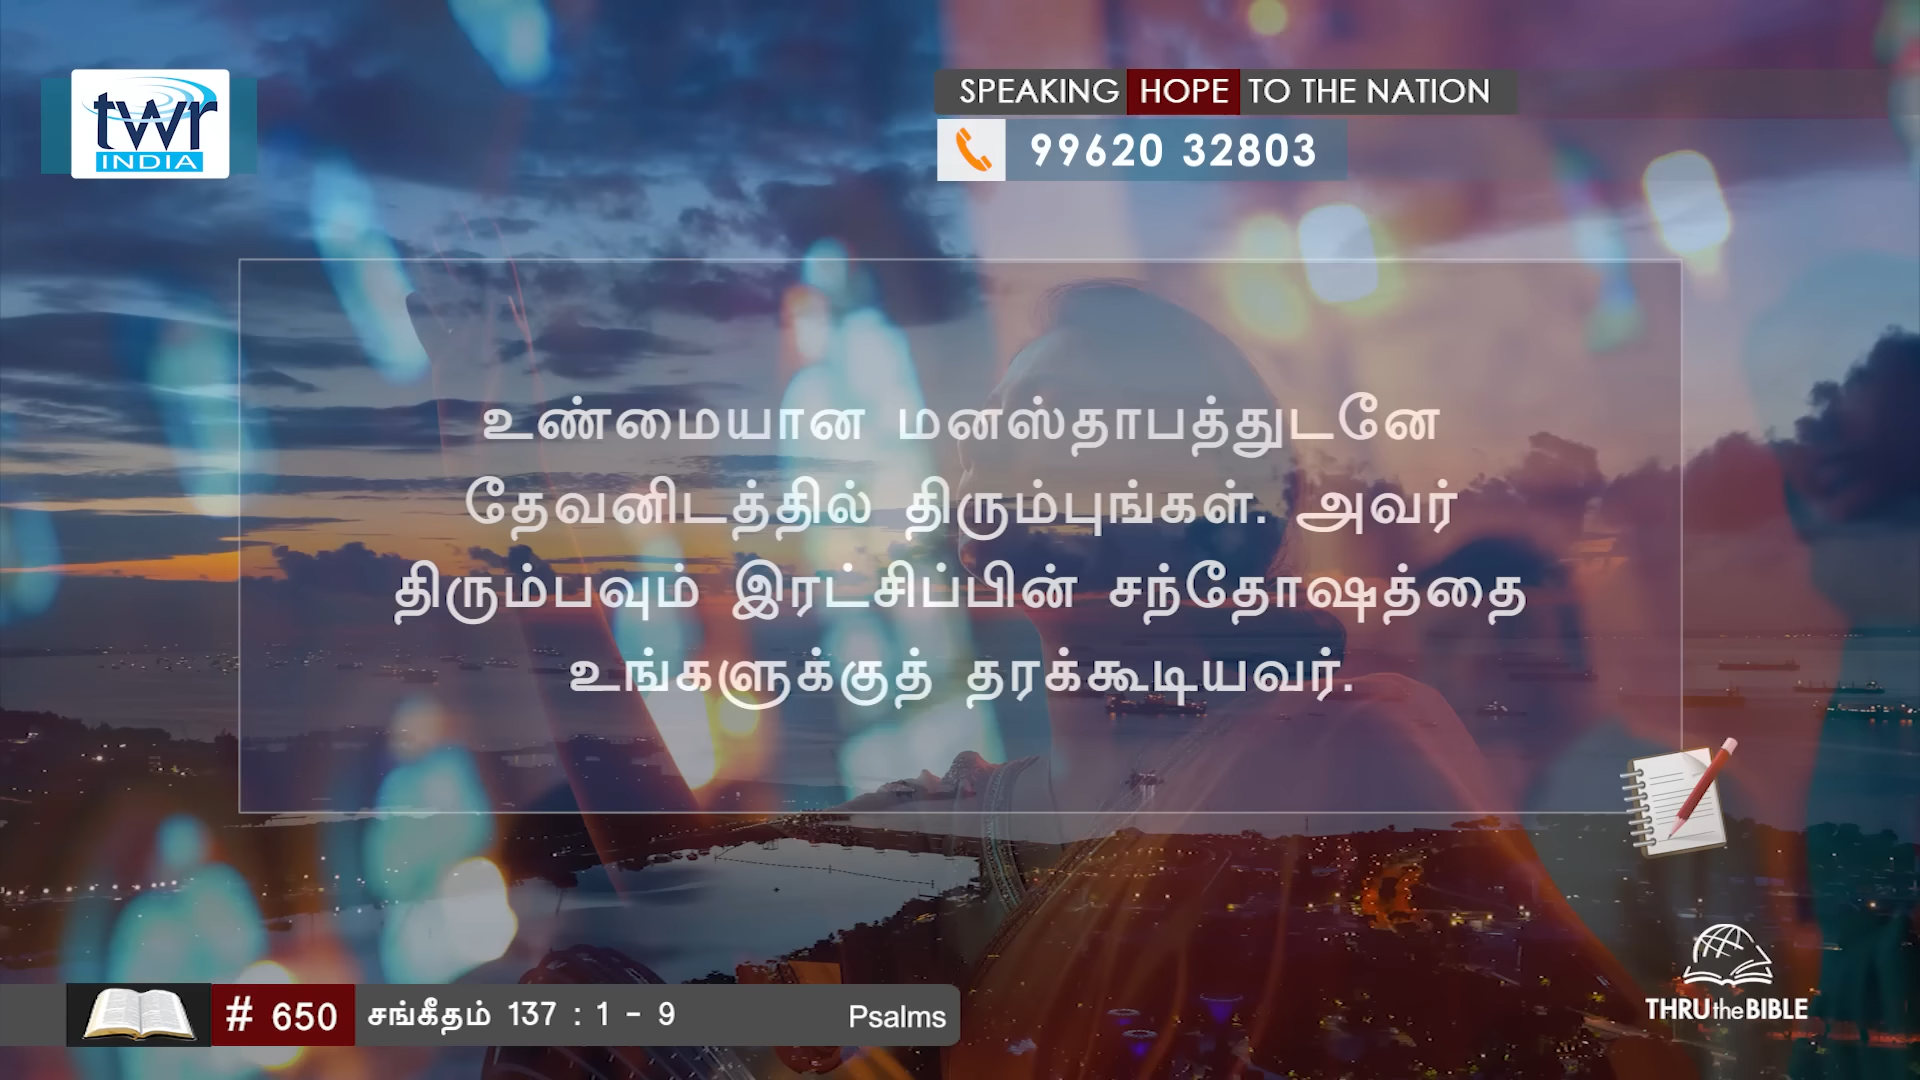 twr
INDIA
SPEAKING HOPE TO THE NATION
99620 32803
உண்மையான மனஸ்தாபத்துடனே
தேவனிடத்தில் திரும்புங்கள். அவர்
திரும்பவும் இரட்சிப்பின் சந்தோஷத்தை
உங்களுக்குத் தரக்கூடியவர்.
# 650 சங்கீதம் 137 : 1 - 9 Psalms
THRU the BIBLE